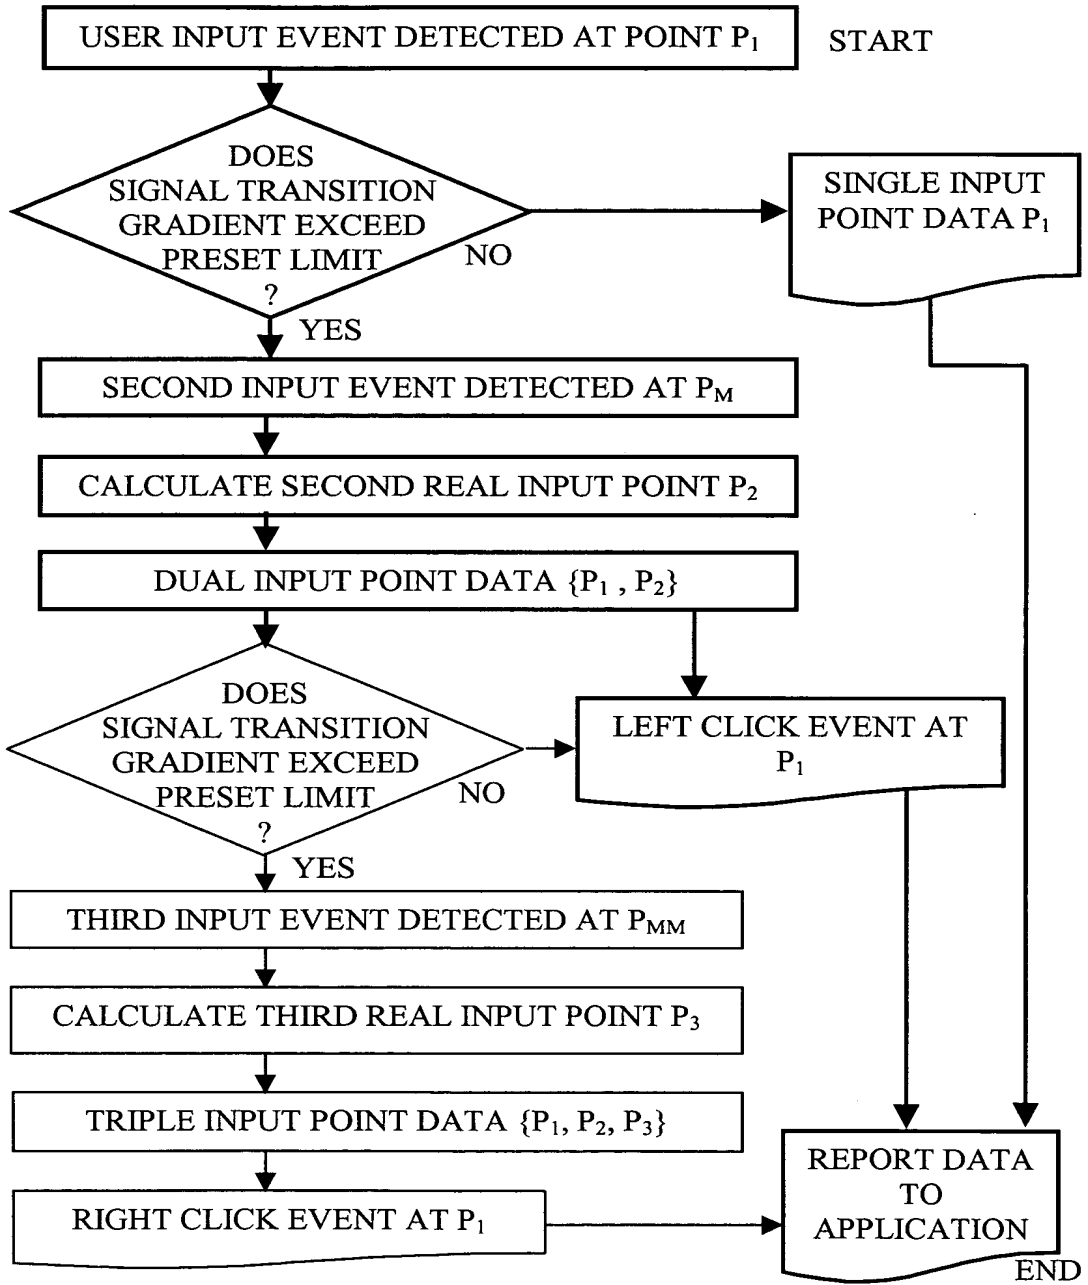 USER INPUT EVENT DETECTED AT POINT P₁
START
DOES
SIGNAL TRANSITION
GRADIENT EXCEED
PRESET LIMIT
?
NO
YES
SINGLE INPUT
POINT DATA P₁
SECOND INPUT EVENT DETECTED AT P_M
CALCULATE SECOND REAL INPUT POINT P₂
DUAL INPUT POINT DATA {P₁ , P₂}
DOES
SIGNAL TRANSITION
GRADIENT EXCEED
PRESET LIMIT
?
NO
YES
LEFT CLICK EVENT AT
P₁
THIRD INPUT EVENT DETECTED AT P_MM
CALCULATE THIRD REAL INPUT POINT P₃
TRIPLE INPUT POINT DATA {P₁, P₂, P₃}
RIGHT CLICK EVENT AT P₁
REPORT DATA
TO
APPLICATION
END